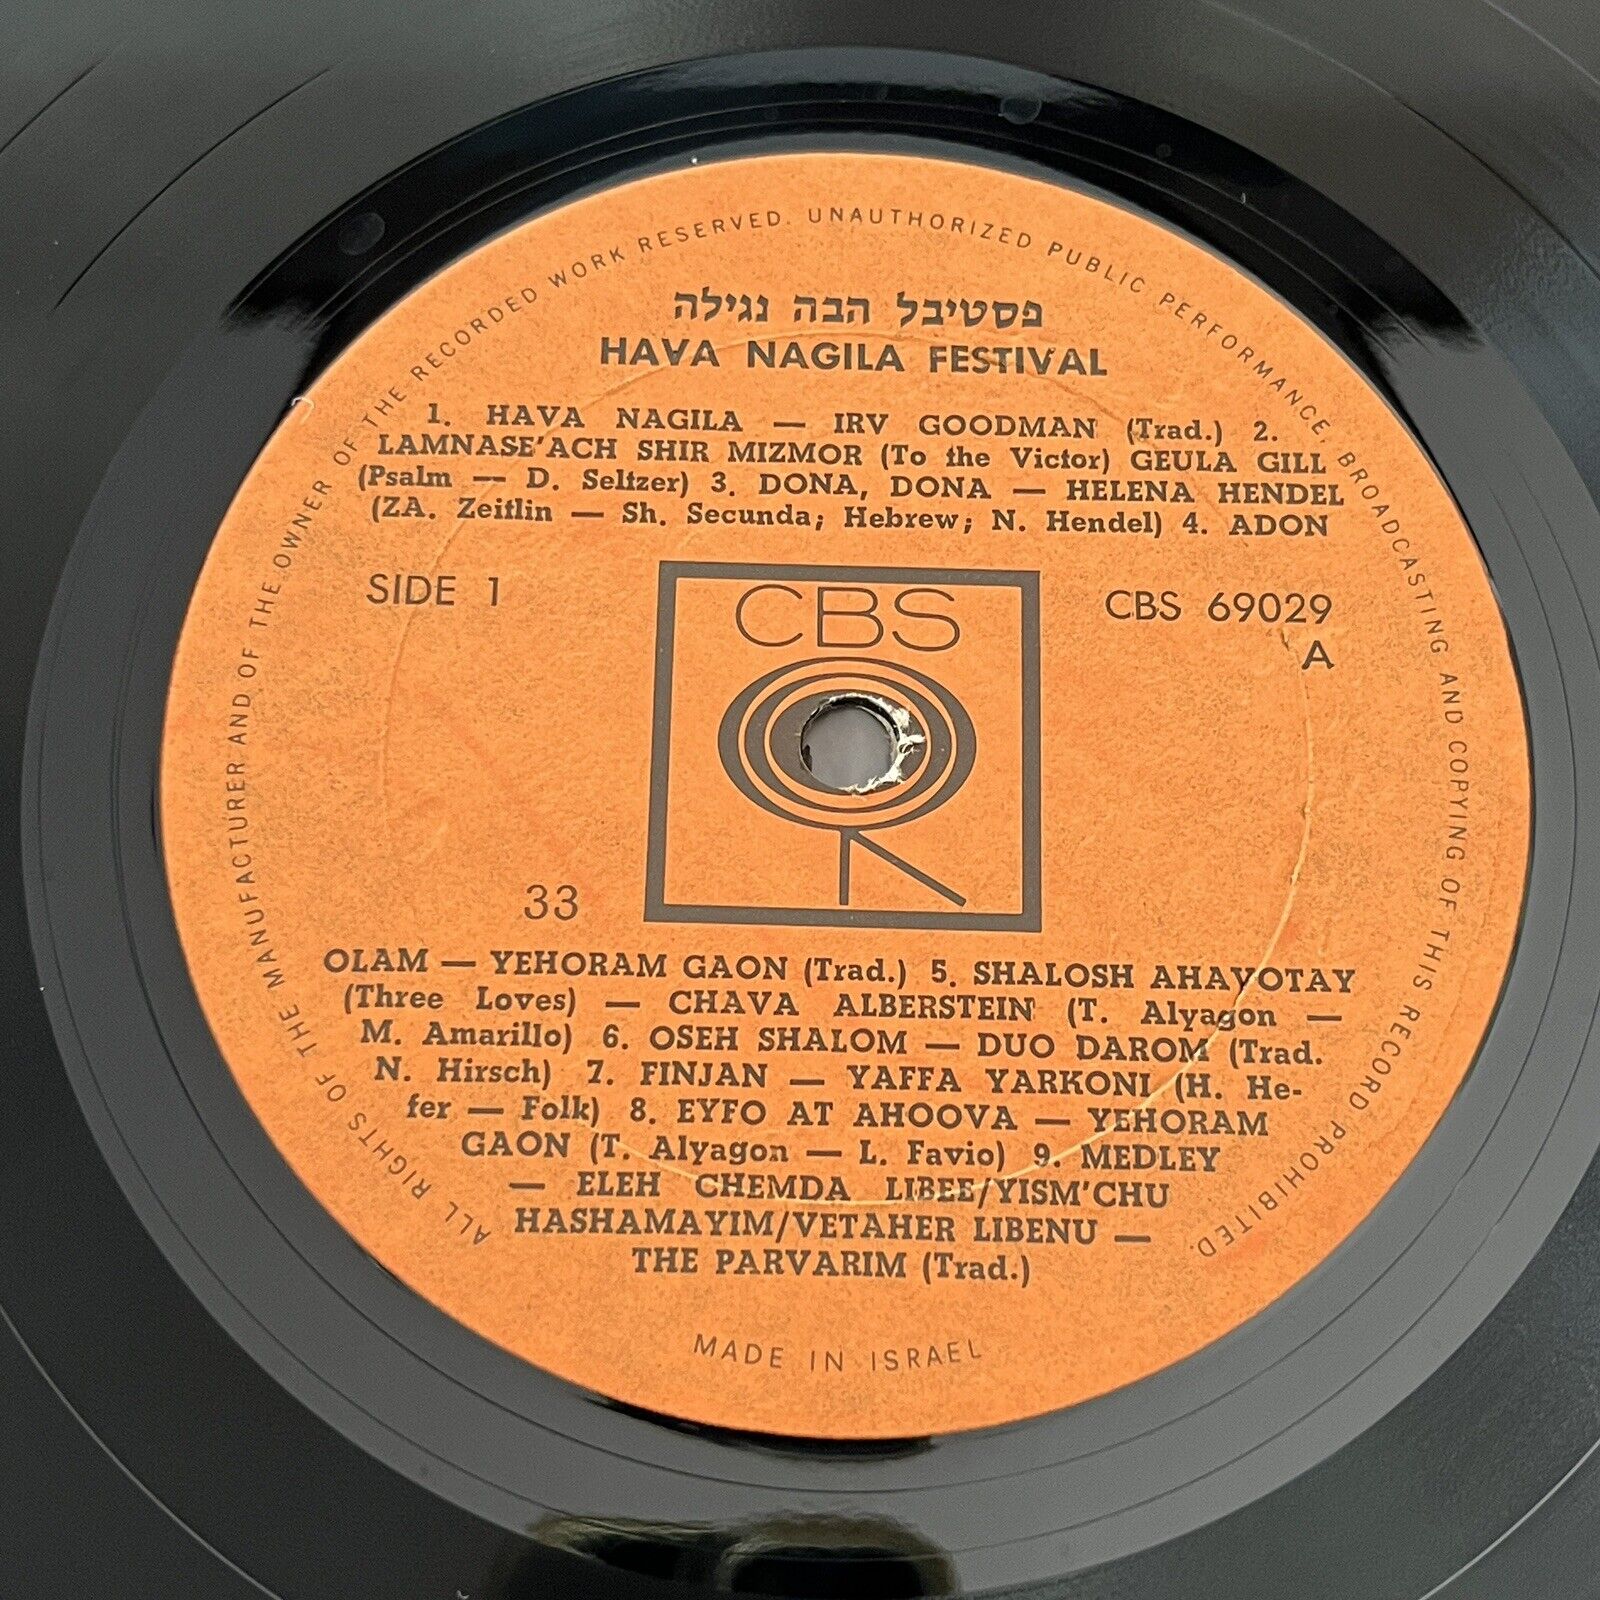 פסטיבל הבה נגילה
HAVA NAGILA FESTIVAL
1. HAVA NAGILA — IRV GOODMAN (Trad.) 2.
LAMNASE'ACH SHIR MIZMOR (To the Victor) GEULA GILL
(Psalm — D. Seltzer) 3. DONA, DONA — HELENA HENDEL
(ZA. Zeitlin — Sh. Secunda; Hebrew; N. Hendel) 4. ADON
SIDE 1
CBS 69029
A
CBS
33
OLAM — YEHORAM GAON (Trad.) 5. SHALOSH AHAVOTAY
(Three Loves) — CHAVA ALBERSTEIN (T. Alyagon —
M. Amarillo) 6. OSEH SHALOM — DUO DAROM (Trad.
N. Hirsch) 7. FINJAN — YAFFA YARKONI (H. He-
fer — Folk) 8. EYFO AT AHOOVA — YEHORAM
GAON (T. Alyagon — L. Favio) 9. MEDLEY
— ELEH CHEMDA LIBEE/YISM'CHU
HASHAMAYIM/VETAHER LIBENU —
THE PARVARIM (Trad.)
ALL RIGHTS OF THE MANUFACTURER AND OF THE OWNER OF THE RECORDED WORK RESERVED. UNAUTHORIZED PUBLIC PERFORMANCE, BROADCASTING AND COPYING OF THIS RECORD PROHIBITED.
MADE IN ISRAEL